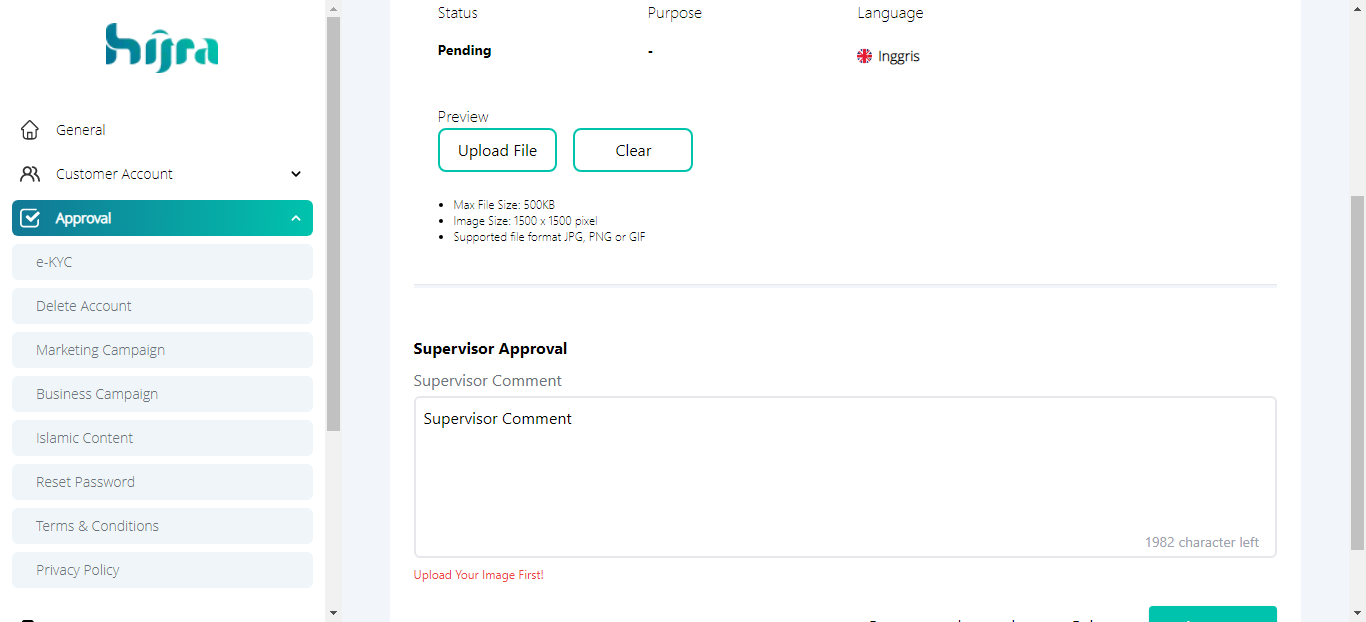 hijra
General
Customer Account
Approval
e-KYC
Delete Account
Marketing Campaign
Business Campaign
Islamic Content
Reset Password
Terms & Conditions
Privacy Policy
Status Purpose Language
Pending - Inggris
Preview
Upload File Clear
• Max File Size: 500KB
• Image Size: 1500 x 1500 pixel
• Supported file format JPG, PNG or GIF
Supervisor Approval
Supervisor Comment
Supervisor Comment
1982 character left
Upload Your Image First!